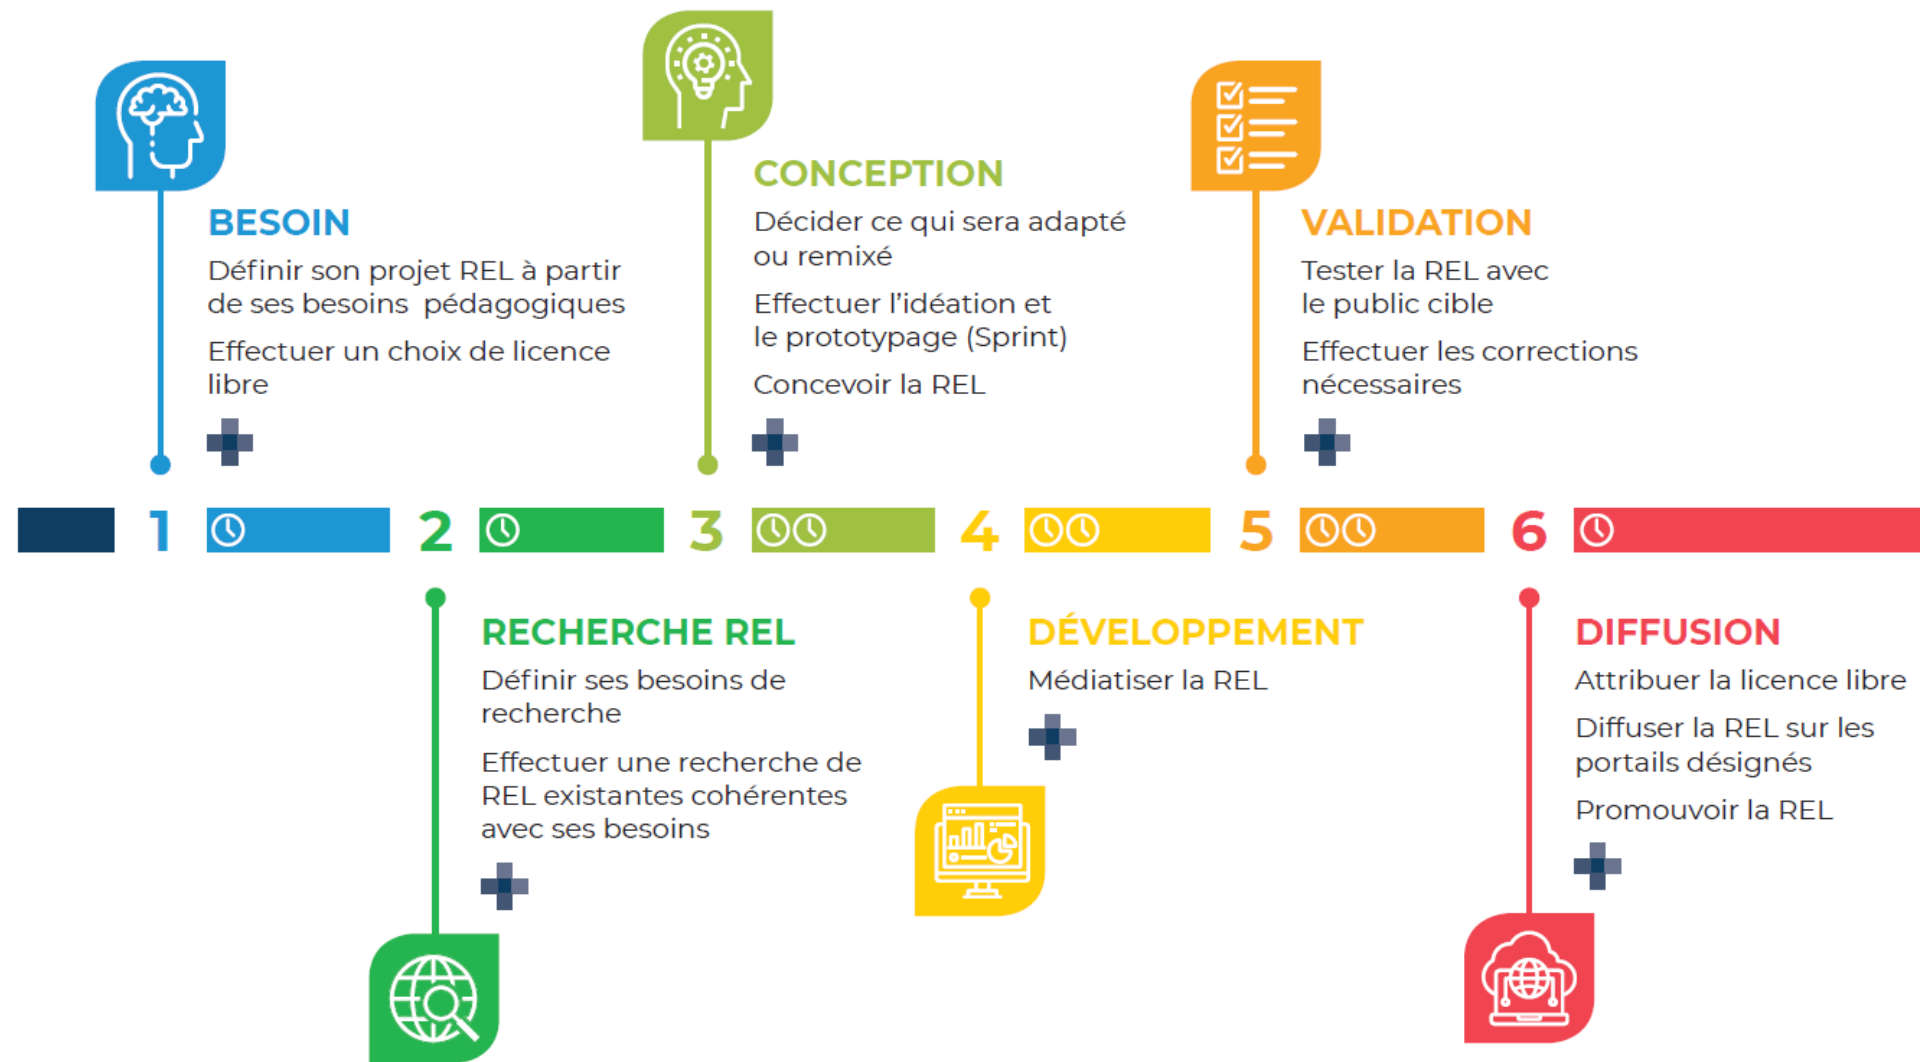 BESOIN
Définir son projet REL à partir
de ses besoins pédagogiques
Effectuer un choix de licence
libre
CONCEPTION
Décider ce qui sera adapté
ou remixé
Effectuer l'idéation et
le prototypage (Sprint)
Concevoir la REL
VALIDATION
Tester la REL avec
le public cible
Effectuer les corrections
nécessaires
1
2
3
4
5
6
RECHERCHE REL
Définir ses besoins de
recherche
Effectuer une recherche de
REL existantes cohérentes
avec ses besoins
DÉVELOPPEMENT
Médiatiser la REL
DIFFUSION
Attribuer la licence libre
Diffuser la REL sur les
portails désignés
Promouvoir la REL